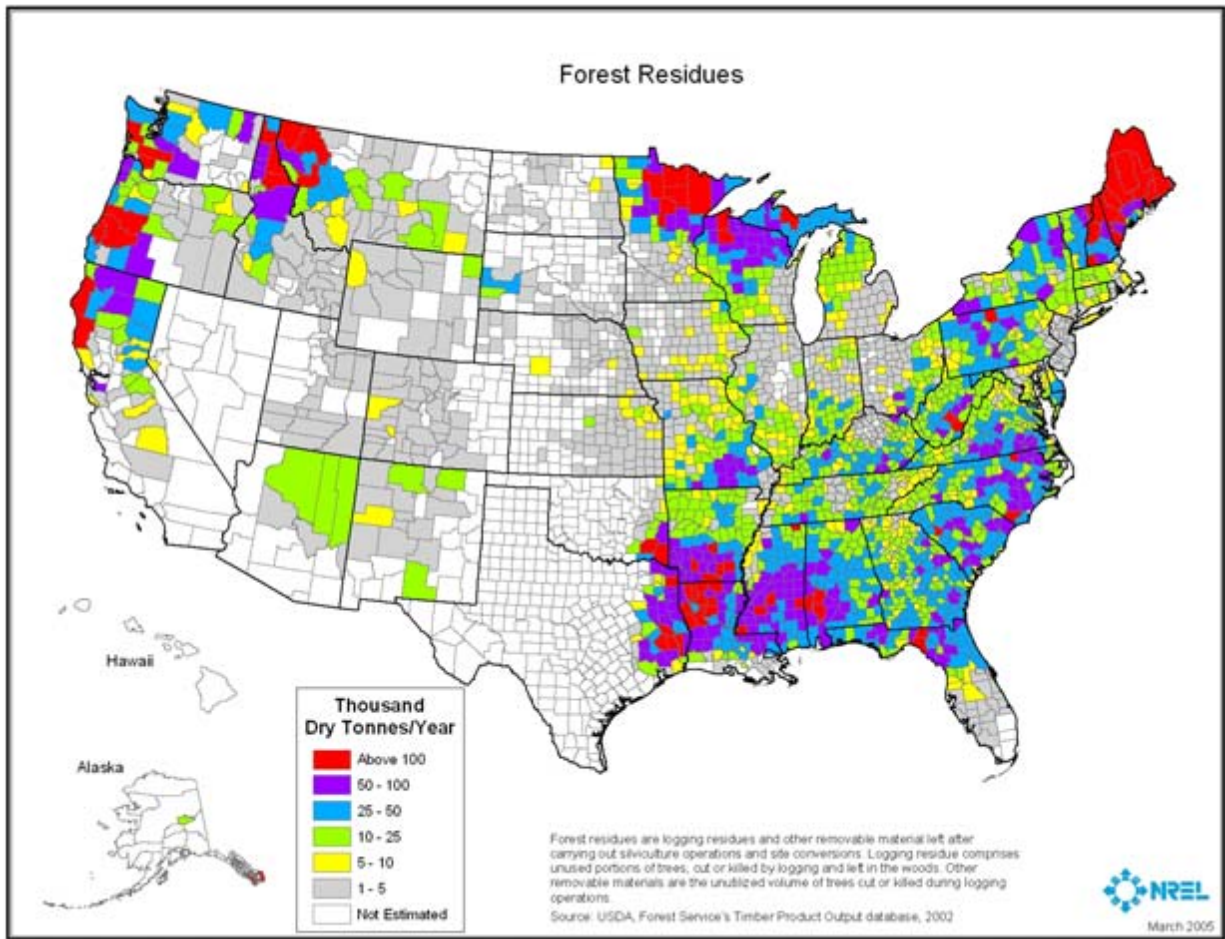 Forest Residues
Hawaii
Alaska
Thousand
Dry Tonnes/Year
Above 100
50 - 100
25 - 50
10 - 25
5 - 10
1 - 5
Not Estimated
Forest residues are logging residues and other removable material left after
carrying out silviculture operations and site conversions. Logging residue comprises
unused portions of trees, cut or killed by logging and left in the woods. Other
removable materials are the unutilized volume of trees cut or killed during logging
operations.
Source: USDA, Forest Service's Timber Product Output database, 2002
NREL
March 2005